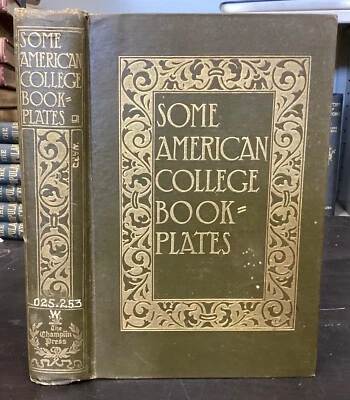 SOME
AMERICAN
COLLEGE
BOOK=
PLATES
025.253
W
The
Champlin
Press
SOME
AMERICAN
COLLEGE
BOOK=
PLATES